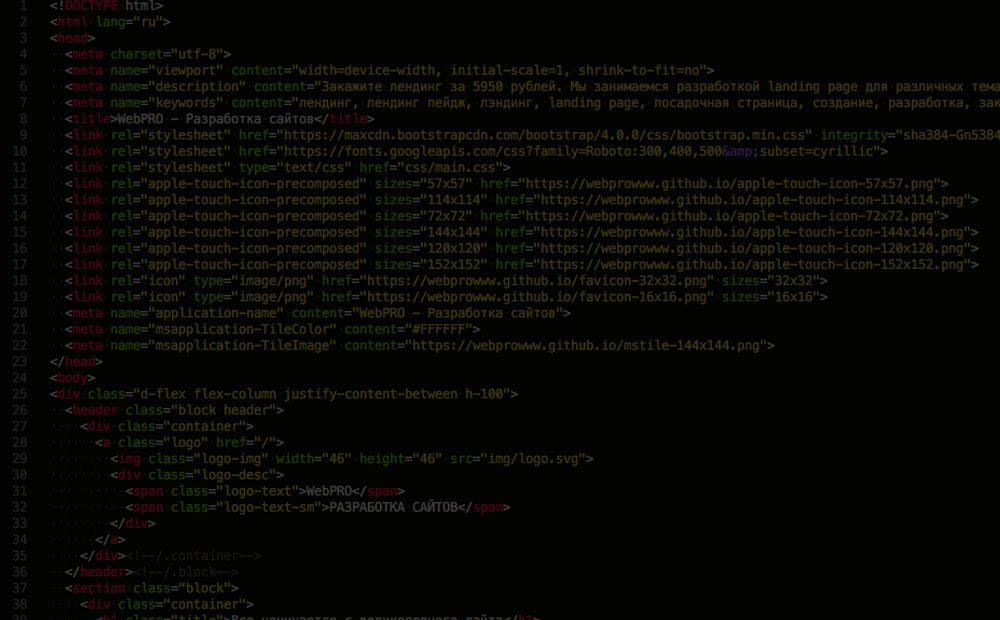 1 <!DOCTYPE html>
2 <html lang="ru">
3 <head>
4 <meta charset="utf-8">
5 <meta name="viewport" content="width=device-width, initial-scale=1, shrink-to-fit=no">
6 <meta name="description" content="Закажите лендинг за 5950 рублей. Мы занимаемся разработкой landing page для различных тема
7 <meta name="keywords" content="лендинг, лендинг пейдж, лэндинг, landing page, посадочная страница, создание, разработка, зак
8 <title>WebPRO - Разработка сайтов</title>
9 <link rel="stylesheet" href="https://maxcdn.bootstrapcdn.com/bootstrap/4.0.0/css/bootstrap.min.css" integrity="sha384-Gn5384
10 <link rel="stylesheet" href="https://fonts.googleapis.com/css?family=Roboto:300,400,500&amp;subset=cyrillic">
11 <link rel="stylesheet" type="text/css" href="css/main.css">
12 <link rel="apple-touch-icon-precomposed" sizes="57x57" href="https://webprowww.github.io/apple-touch-icon-57x57.png">
13 <link rel="apple-touch-icon-precomposed" sizes="114x114" href="https://webprowww.github.io/apple-touch-icon-114x114.png">
14 <link rel="apple-touch-icon-precomposed" sizes="72x72" href="https://webprowww.github.io/apple-touch-icon-72x72.png">
15 <link rel="apple-touch-icon-precomposed" sizes="144x144" href="https://webprowww.github.io/apple-touch-icon-144x144.png">
16 <link rel="apple-touch-icon-precomposed" sizes="120x120" href="https://webprowww.github.io/apple-touch-icon-120x120.png">
17 <link rel="apple-touch-icon-precomposed" sizes="152x152" href="https://webprowww.github.io/apple-touch-icon-152x152.png">
18 <link rel="icon" type="image/png" href="https://webprowww.github.io/favicon-32x32.png" sizes="32x32">
19 <link rel="icon" type="image/png" href="https://webprowww.github.io/favicon-16x16.png" sizes="16x16">
20 <meta name="application-name" content="WebPRO - Разработка сайтов">
21 <meta name="msapplication-TileColor" content="#FFFFFF">
22 <meta name="msapplication-TileImage" content="https://webprowww.github.io/mstile-144x144.png">
23 </head>
24 <body>
25 <div class="d-flex flex-column justify-content-between h-100">
26 <header class="block header">
27 <div class="container">
28 <a class="logo" href="/">
29 <img class="logo-img" width="46" height="46" src="img/logo.svg">
30 <div class="logo-desc">
31 <span class="logo-text">WebPRO</span>
32 <span class="logo-text-sm">РАЗРАБОТКА САЙТОВ</span>
33 </div>
34 </a>
35 </div><!--/.container-->
36 </header><!--/.block-->
37 <section class="block">
38 <div class="container">
39 <h1 class="title">Все начинается с великолепного сайта</h1>